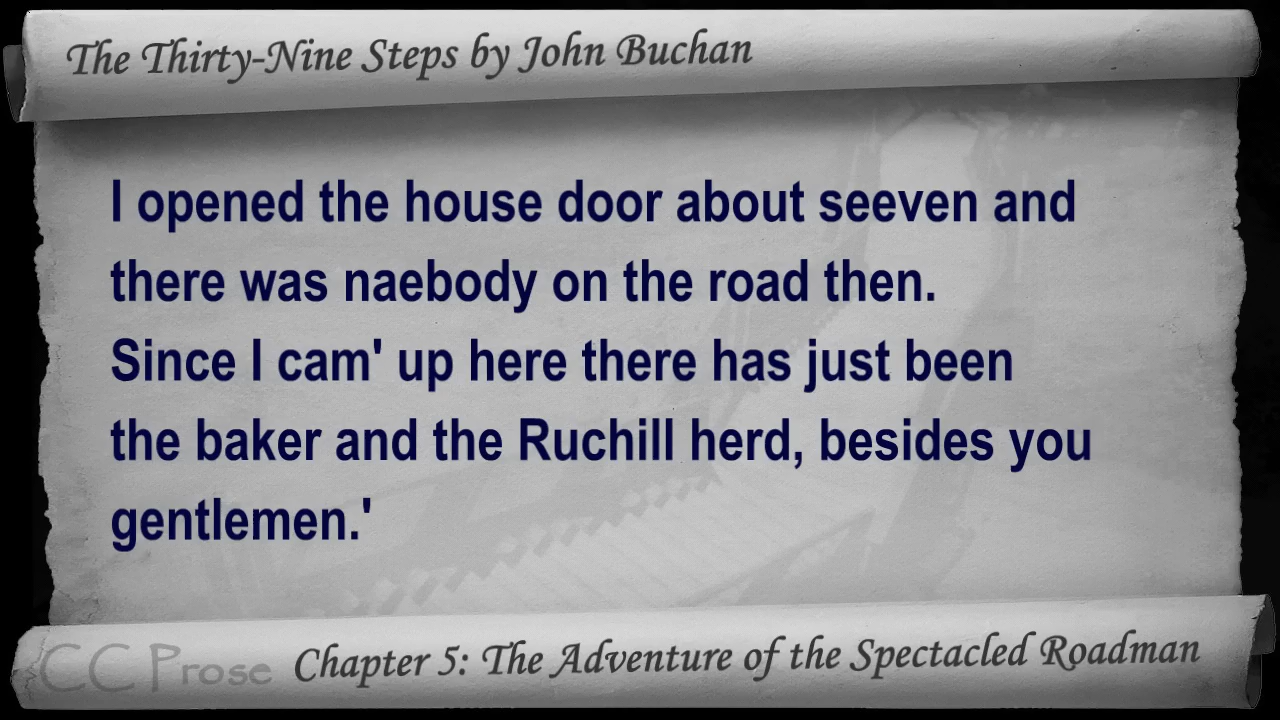 The Thirty-Nine Steps by John Buchan
I opened the house door about seeven and
there was naebody on the road then.
Since I cam' up here there has just been
the baker and the Ruchill herd, besides you
gentlemen.'
CC Prose
Chapter 5: The Adventure of the Spectacled Roadman